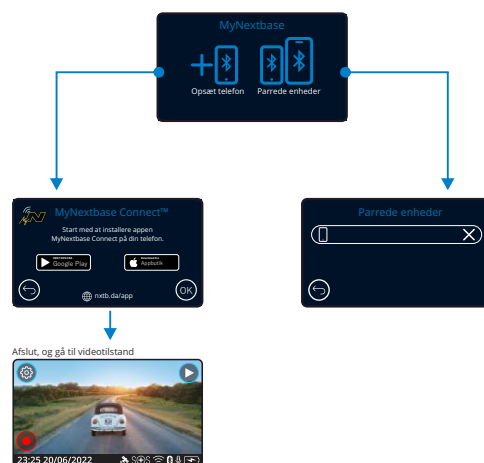 MyNextbase
Opsæt telefon
Parrede enheder
MyNextbase Connect™
Start med at installere appen
MyNextbase Connect på din telefon.
Google Play
Appbutik
nxtb.da/app
OK
Parrede enheder
Afslut, og gå til videotilstand
23:25 20/06/2022
SOS